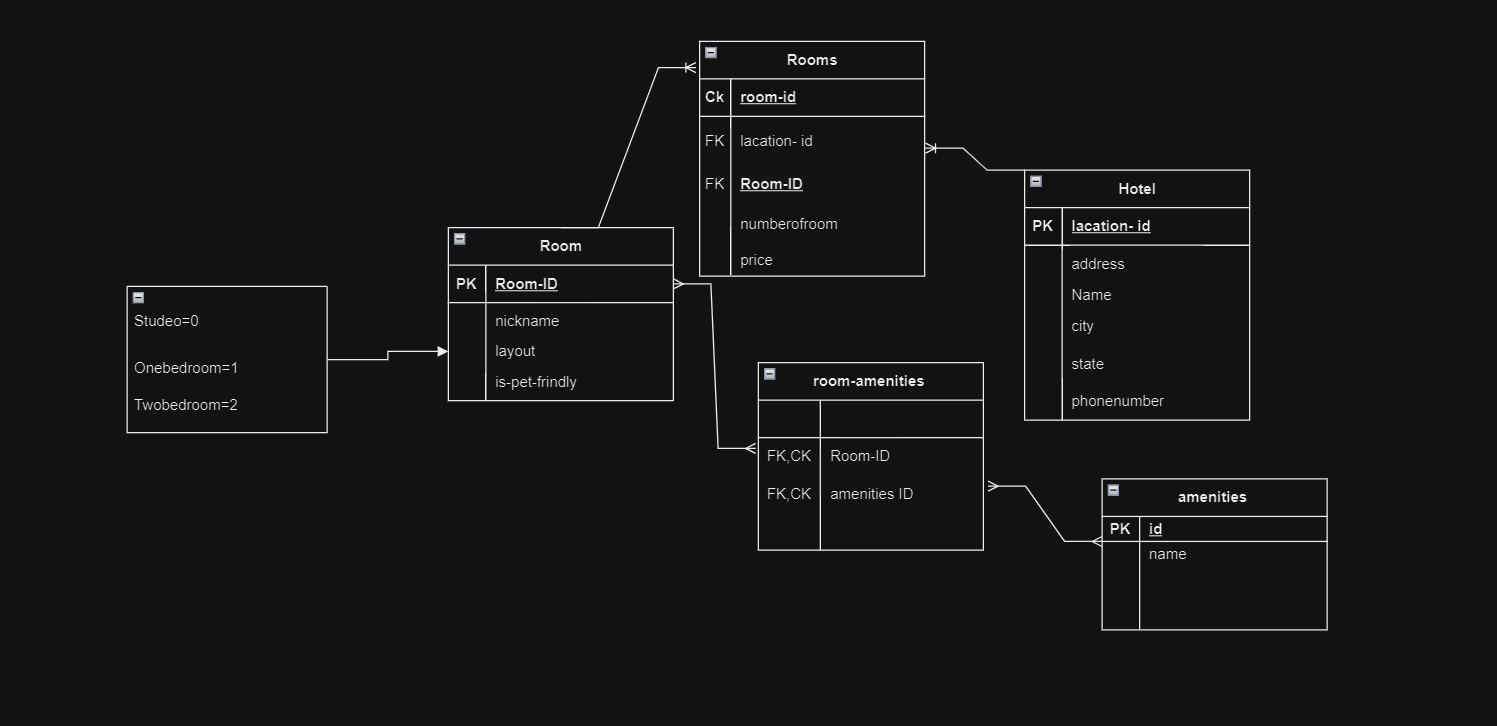 Rooms
Ck room-id
FK lacation- id
FK Room-ID
numberofroom
price
Hotel
PK lacation- id
address
Name
city
state
phonenumber
Room
PK Room-ID
nickname
layout
is-pet-frindly
Studeo=0
Onebedroom=1
Twobedroom=2
room-amenities
FK,CK Room-ID
FK,CK amenities ID
amenities
PK id
name